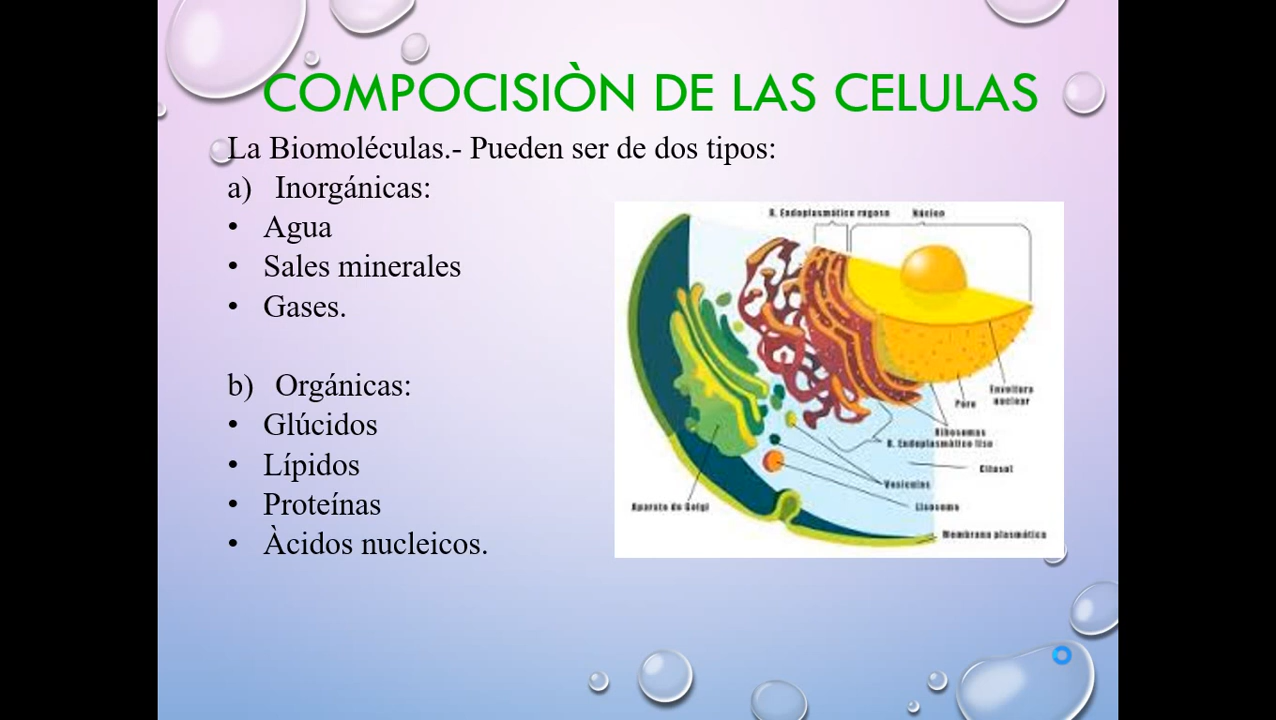 COMPOCISIÒN DE LAS CELULAS
La Biomoléculas.- Pueden ser de dos tipos:
a) Inorgánicas:
• Agua
• Sales minerales
• Gases.
b) Orgánicas:
• Glúcidos
• Lípidos
• Proteínas
• Àcidos nucleicos.
R. Endoplasmático rugoso
Núcleo
Envoltura
nuclear
Poro
Ribosomas
R. Endoplasmático liso
Citosol
Vesículas
Aparato de Golgi
Lisosoma
Membrana plasmática